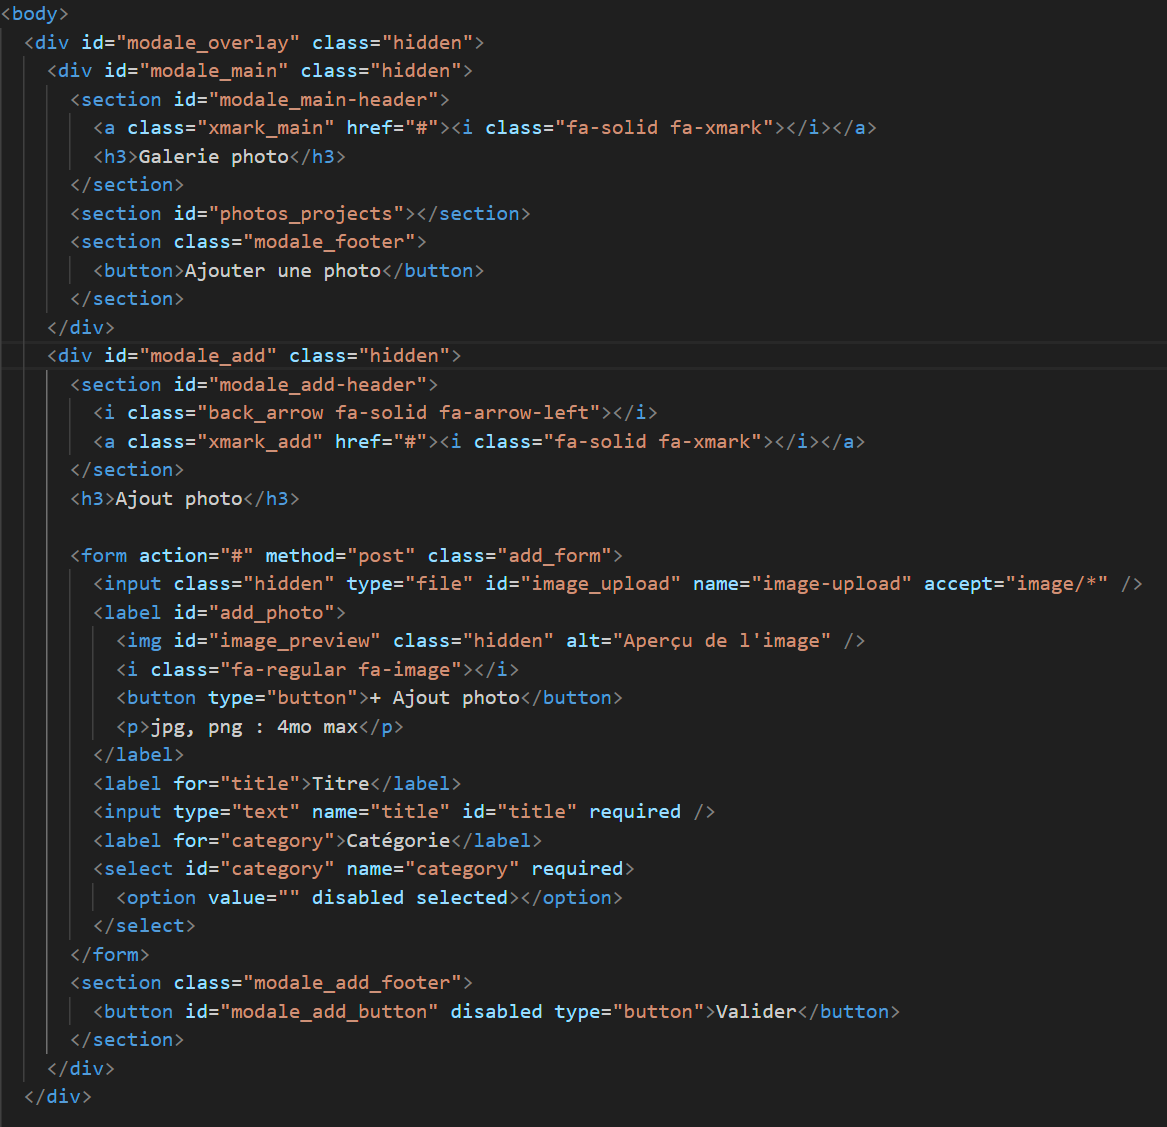 <body>
<div id="modale_overlay" class="hidden">
<div id="modale_main" class="hidden">
<section id="modale_main-header">
<a class="xmark_main" href="#"><i class="fa-solid fa-xmark"></i></a>
<h3>Galerie photo</h3>
</section>
<section id="photos_projects"></section>
<section class="modale_footer">
<button>Ajouter une photo</button>
</section>
</div>
<div id="modale_add" class="hidden">
<section id="modale_add-header">
<i class="back_arrow fa-solid fa-arrow-left"></i>
<a class="xmark_add" href="#"><i class="fa-solid fa-xmark"></i></a>
</section>
<h3>Ajout photo</h3>
<form action="#" method="post" class="add_form">
<input class="hidden" type="file" id="image_upload" name="image-upload" accept="image/*" />
<label id="add_photo">
<img id="image_preview" class="hidden" alt="Aperçu de l'image" />
<i class="fa-regular fa-image"></i>
<button type="button">+ Ajout photo</button>
<p>jpg, png : 4mo max</p>
</label>
<label for="title">Titre</label>
<input type="text" name="title" id="title" required />
<label for="category">Catégorie</label>
<select id="category" name="category" required>
<option value="" disabled selected></option>
</select>
</form>
<section class="modale_add_footer">
<button id="modale_add_button" disabled type="button">Valider</button>
</section>
</div>
</div>